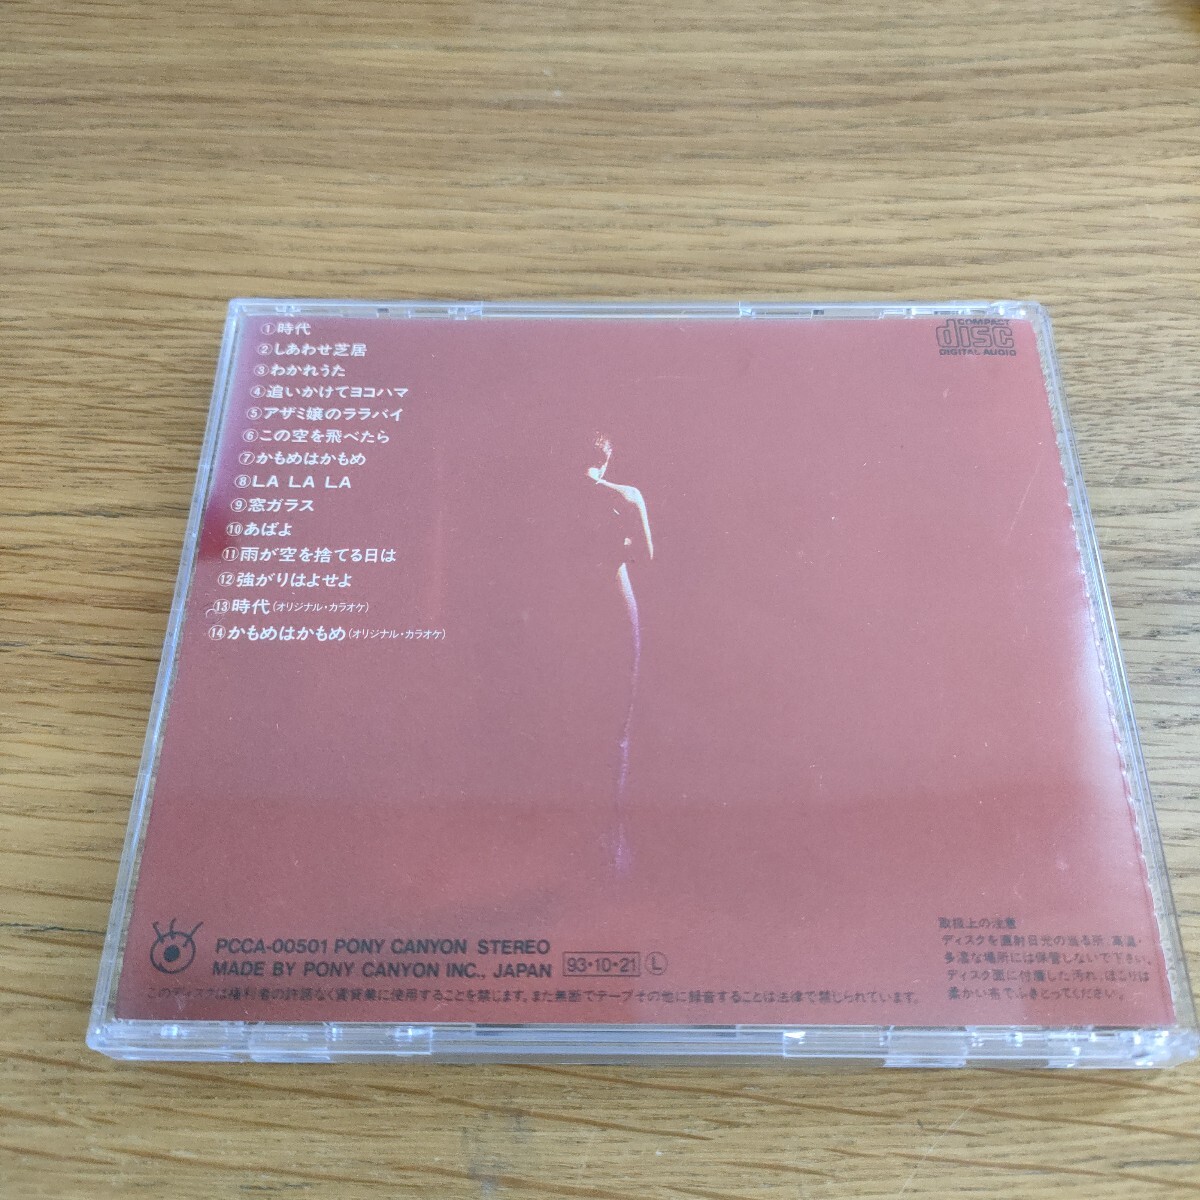 ①時代
②しあわせ芝居
③わかれうた
④追いかけてヨコハマ
⑤アザミ嬢のララバイ
⑥この空を飛べたら
⑦かもめはかもめ
⑧LA LA LA
⑨窓ガラス
⑩あばよ
⑪雨が空を捨てる日は
⑫強がりはよせよ
⑬時代(オリジナル・カラオケ)
⑭かもめはかもめ(オリジナル・カラオケ)
COMPACT
disc
DIGITAL AUDIO
PCCA-00501 PONY CANYON STEREO
MADE BY PONY CANYON INC., JAPAN 93・10・21 Ⓛ
このディスクは権利者の許諾なく賃貸業に使用することを禁じます。また無断でテープその他に録音することは法律で禁じられています。
取扱上の注意
ディスクを直射日光の当る所、高温・
多湿な場所には保管しないで下さい。
ディスク面に付着した汚れ、ほこりは
柔かい布でふきとってください。